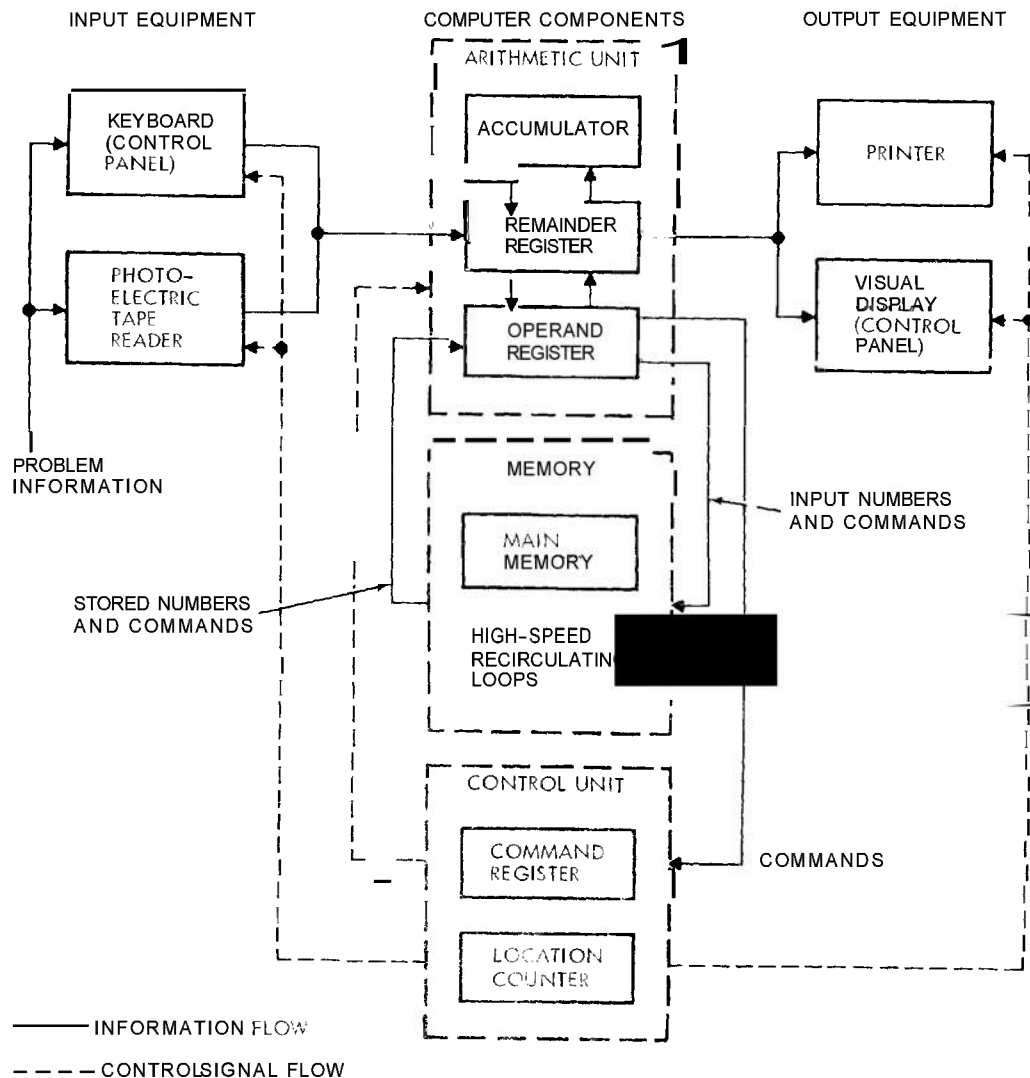 INPUT EQUIPMENT
COMPUTER COMPONENTS
OUTPUT EQUIPMENT
ARITHMETIC UNIT
KEYBOARD
(CONTROL
PANEL)
ACCUMULATOR
PRINTER
REMAINDER
REGISTER
PHOTO-
ELECTRIC
TAPE
READER
OPERAND
REGISTER
VISUAL
DISPLAY
(CONTROL
PANEL)
PROBLEM
INFORMATION
MEMORY
MAIN
MEMORY
INPUT NUMBERS
AND COMMANDS
STORED NUMBERS
AND COMMANDS
HIGH-SPEED
LOOPS
CONTROL UNIT
COMMAND
REGISTER
COMMANDS
LOCATION
COUNTER
INFORMATION FLOW
CONTROLSIGNAL FLOW